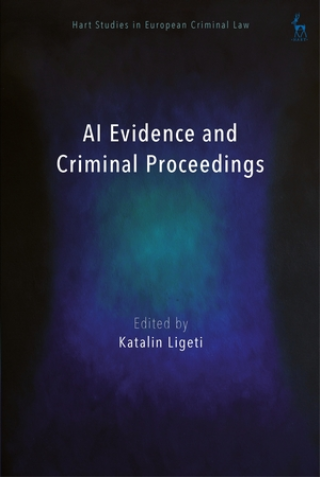 Hart Studies in European Criminal Law
AI Evidence and
Criminal Proceedings
Edited by
Katalin Ligeti